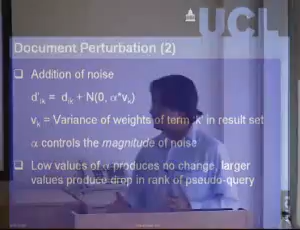 UCL
Document Perturbation (2)
❑ Addition of noise
d'ᵢₖ = dᵢₖ + N(0, α*vₖ)
vₖ = Variance of weights of term 'k' in result set
α controls the magnitude of noise
❑ Low values of α produces no change, larger
values produce drop in rank of pseudo-query